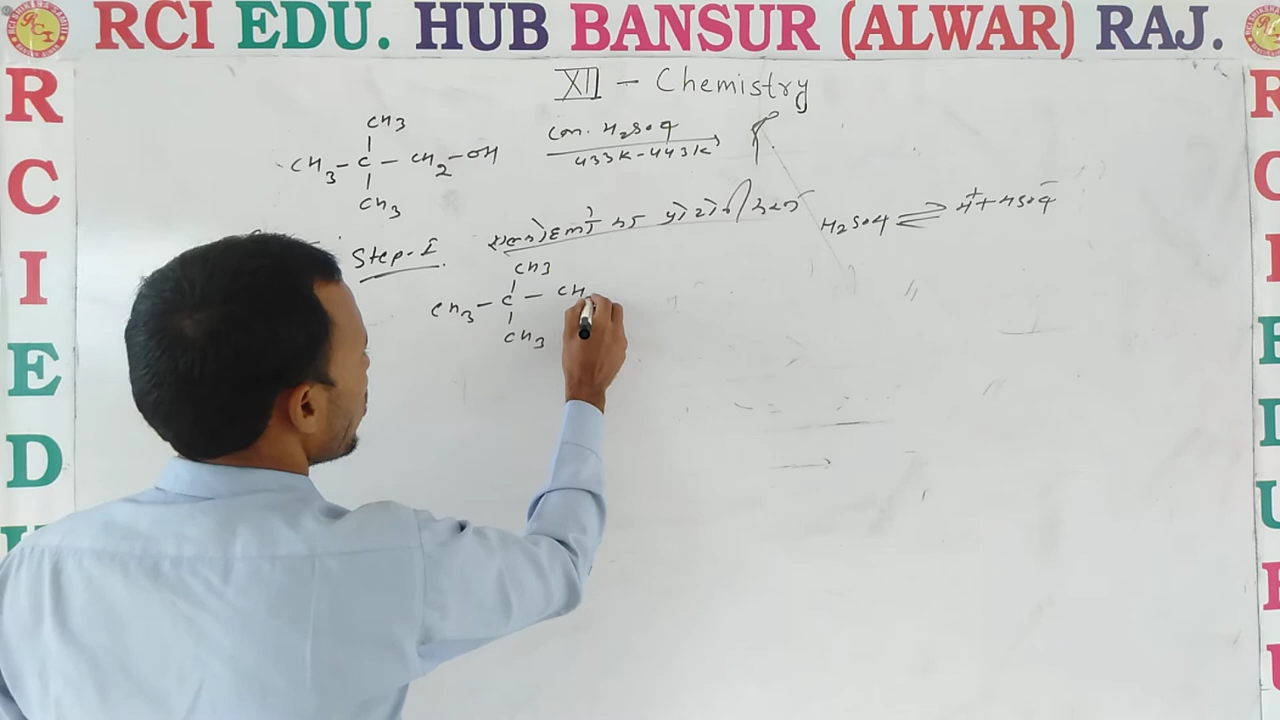 RCI EDU. HUB BANSUR (ALWAR) RAJ.
XII - Chemistry
CH3
CH3-C-CH2-OH
CH3
con. H2SO4
433K-443K
Step-I
H2SO4 ⇌ H+ + HSO4-
CH3
CH3-C-CH
CH3
R
C
I
E
D
R
C
I
E
D
U